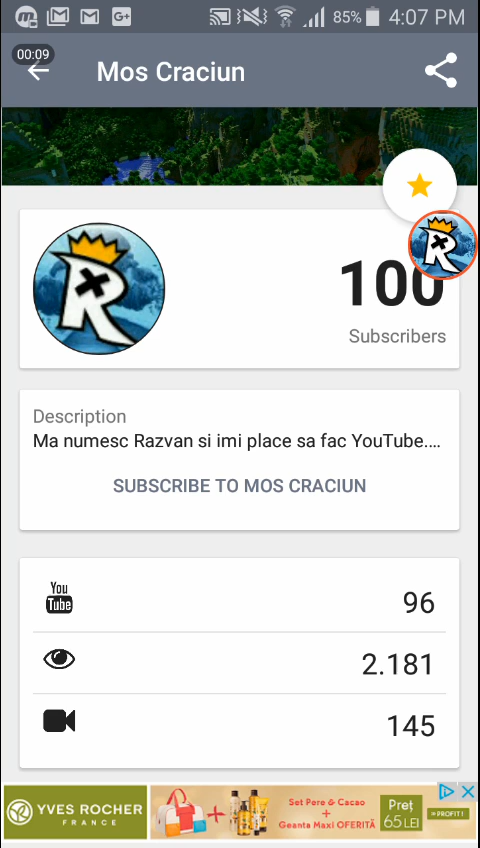 85% 4:07 PM
00:09
Mos Craciun
R
100
Subscribers
Description
Ma numesc Razvan si imi place sa fac YouTube....
SUBSCRIBE TO MOS CRACIUN
You
Tube
96
2.181
145
YVES ROCHER
FRANCE
Set Pere & Cacao
+
Geanta Maxi OFERITĂ
Preț
65 LEI
» PROFIT!